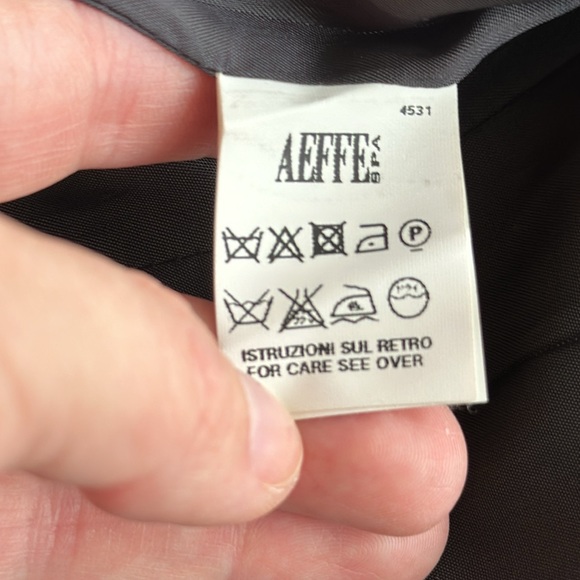 4531
AEFFE SPA
P
ISTRUZIONI SUL RETRO
FOR CARE SEE OVER